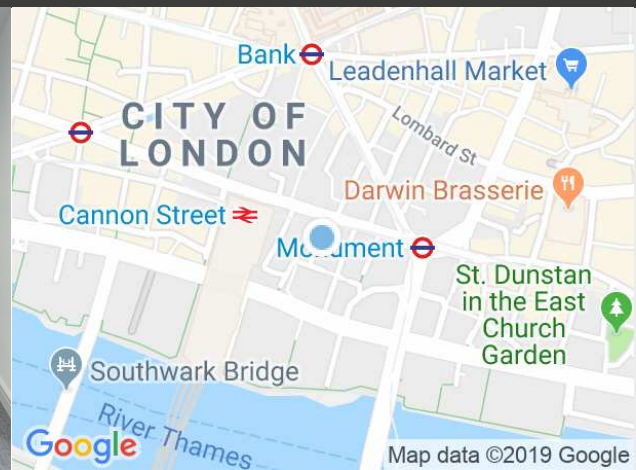 Bank
Leadenhall Market
CITY OF
LONDON
Lombard St
Darwin Brasserie
Cannon Street
Monument
St. Dunstan
in the East
Church
Garden
Southwark Bridge
River Thames
Google
Map data ©2019 Google